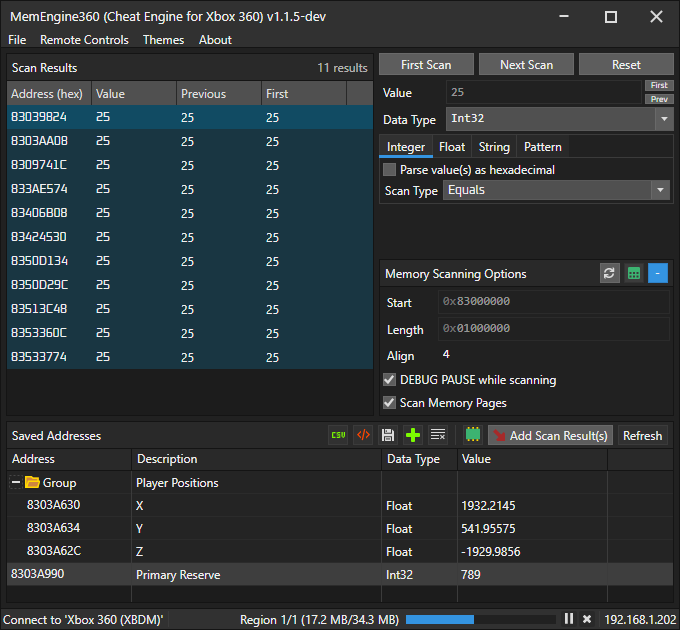 MemEngine360 (Cheat Engine for Xbox 360) v1.1.5-dev
File Remote Controls Themes About
Scan Results 11 results
Address (hex) Value Previous First
83039824 25 25 25
8303AA08 25 25 25
8309741C 25 25 25
833AE574 25 25 25
83406B08 25 25 25
83424530 25 25 25
8350D134 25 25 25
8350D29C 25 25 25
83513C48 25 25 25
8353360C 25 25 25
83533774 25 25 25
First Scan Next Scan Reset
Value 25 First
Prev
Data Type Int32
Integer Float String Pattern
Parse value(s) as hexadecimal
Scan Type Equals
Memory Scanning Options -
Start 0x83000000
Length 0x01000000
Align 4
DEBUG PAUSE while scanning
Scan Memory Pages
Saved Addresses CSV </> Add Scan Result(s) Refresh
Address Description Data Type Value
Group Player Positions
8303A630 X Float 1932.2145
8303A634 Y Float 541.95575
8303A62C Z Float -1929.9856
8303A990 Primary Reserve Int32 789
Connect to 'Xbox 360 (XBDM)' Region 1/1 (17.2 MB/34.3 MB) 192.168.1.202